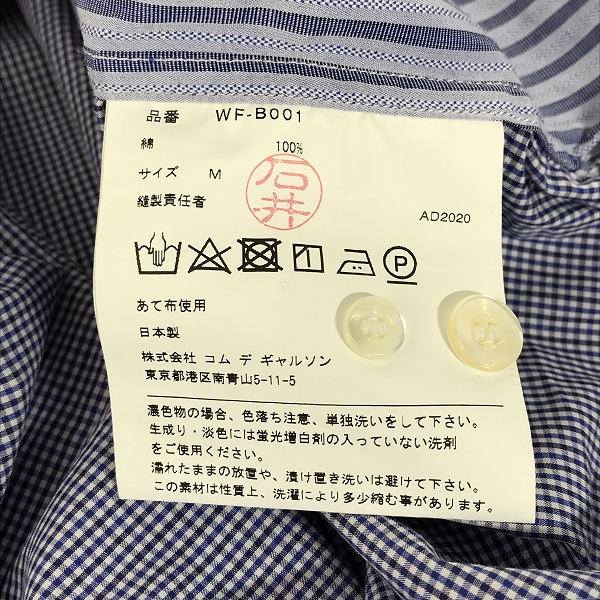 品番 WF-B001
綿 100%
サイズ M
縫製責任者 石井
AD2020
P
あて布使用
日本製
株式会社 コム デ ギャルソン
東京都港区南青山5-11-5
濃色物の場合、色落ち注意、単独洗いをして下さい。
生成り・淡色には蛍光増白剤の入っていない洗剤
をご使用ください。
濡れたままの放置や、漬け置き洗いは避けて下さい。
この素材は性質上、洗濯により多少縮む事があります。